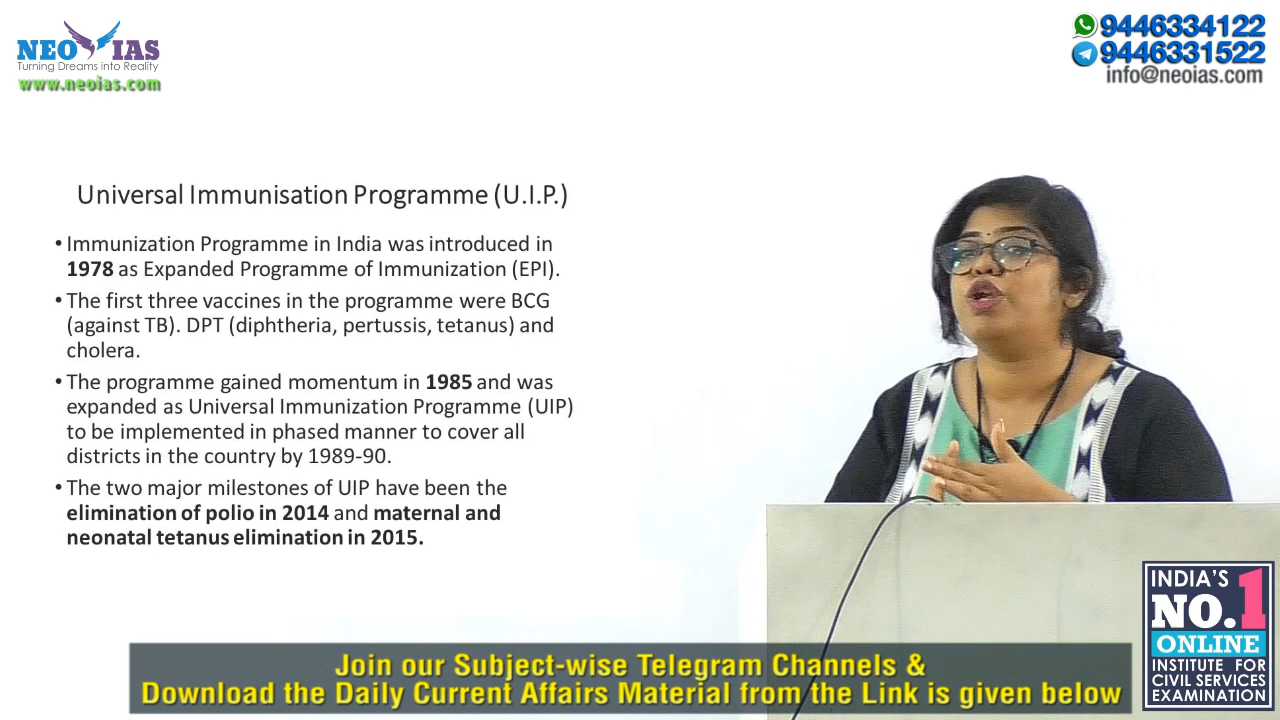 NEO IAS
Turning Dreams into Reality
www.neoias.com
9446334122
9446331522
info@neoias.com
Universal Immunisation Programme (U.I.P.)
• Immunization Programme in India was introduced in
1978 as Expanded Programme of Immunization (EPI).
• The first three vaccines in the programme were BCG
(against TB). DPT (diphtheria, pertussis, tetanus) and
cholera.
• The programme gained momentum in 1985 and was
expanded as Universal Immunization Programme (UIP)
to be implemented in phased manner to cover all
districts in the country by 1989-90.
• The two major milestones of UIP have been the
elimination of polio in 2014 and maternal and
neonatal tetanus elimination in 2015.
INDIA'S
NO.1
ONLINE
INSTITUTE FOR
CIVIL SERVICES
EXAMINATION
Join our Subject-wise Telegram Channels &
Download the Daily Current Affairs Material from the Link is given below